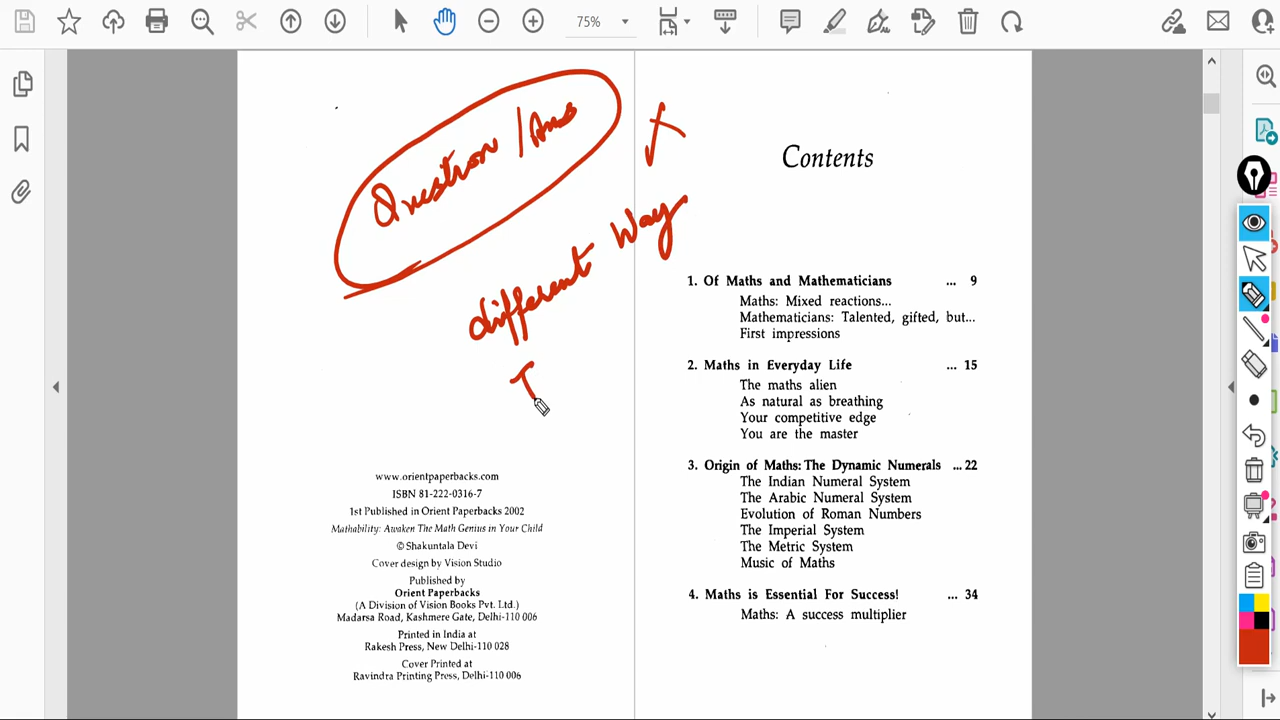 75%
Question / Ans
different way
T
www.orientpaperbacks.com
ISBN 81-222-0316-7
1st Published in Orient Paperbacks 2002
Mathability: Awaken The Math Genius in Your Child
© Shakuntala Devi
Cover design by Vision Studio
Published by
Orient Paperbacks
(A Division of Vision Books Pvt. Ltd.)
Madarsa Road, Kashmere Gate, Delhi-110 006
Printed in India at
Rakesh Press, New Delhi-110 028
Cover Printed at
Ravindra Printing Press, Delhi-110 006
Contents
1. Of Maths and Mathematicians ... 9
Maths: Mixed reactions...
Mathematicians: Talented, gifted, but...
First impressions
2. Maths in Everyday Life ... 15
The maths alien
As natural as breathing
Your competitive edge
You are the master
3. Origin of Maths: The Dynamic Numerals ... 22
The Indian Numeral System
The Arabic Numeral System
Evolution of Roman Numbers
The Imperial System
The Metric System
Music of Maths
4. Maths is Essential For Success! ... 34
Maths: A success multiplier